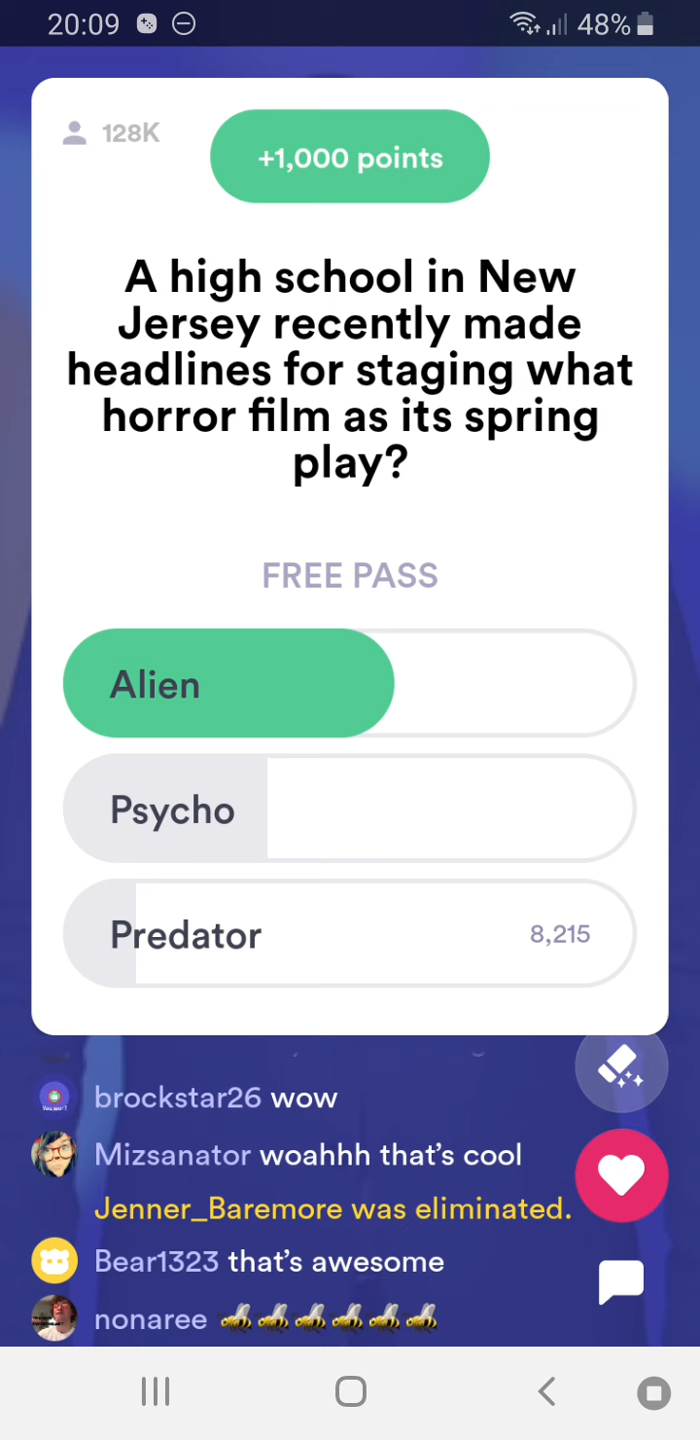 20:09 48%
128K
+1,000 points
A high school in New
Jersey recently made
headlines for staging what
horror film as its spring
play?
FREE PASS
Alien
Psycho
Predator 8,215
brockstar26 wow
Mizsanator woahhh that's cool
Jenner_Baremore was eliminated.
Bear1323 that's awesome
nonaree 🐝🐝🐝🐝🐝🐝